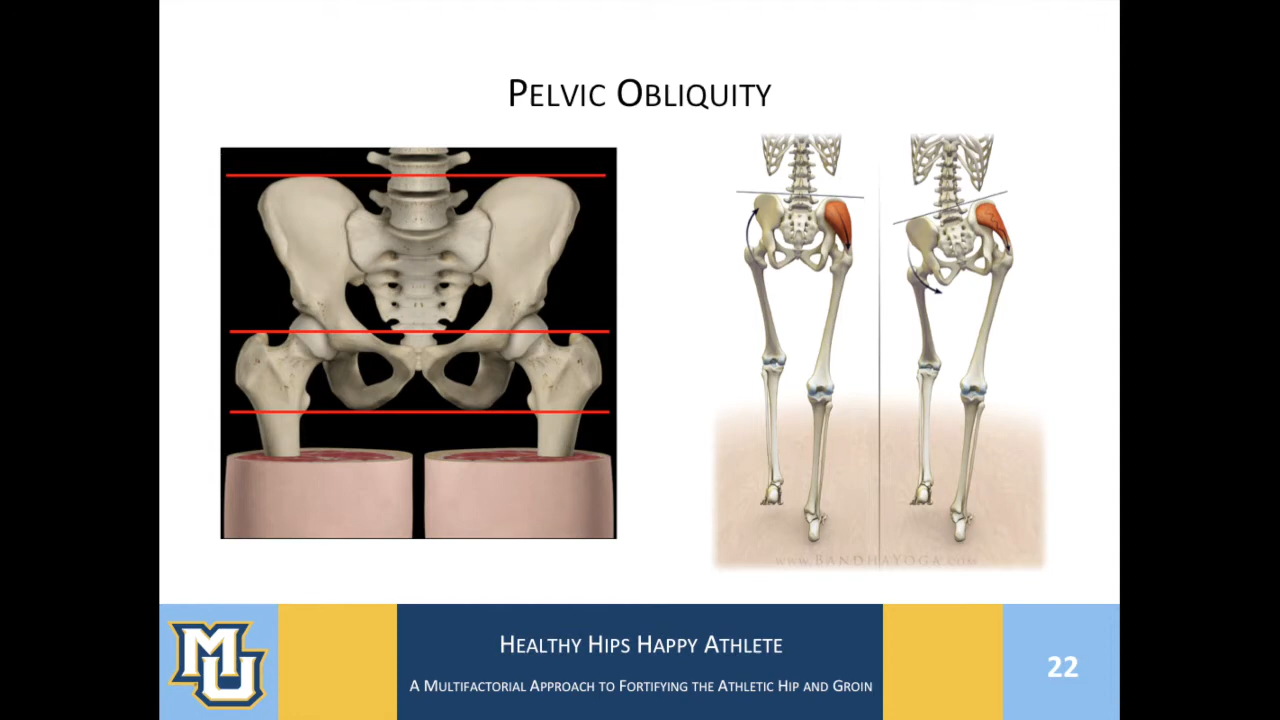 Pelvic Obliquity
www.BandhaYoga.com
MU
Healthy Hips Happy Athlete
A Multifactorial Approach to Fortifying the Athletic Hip and Groin
22